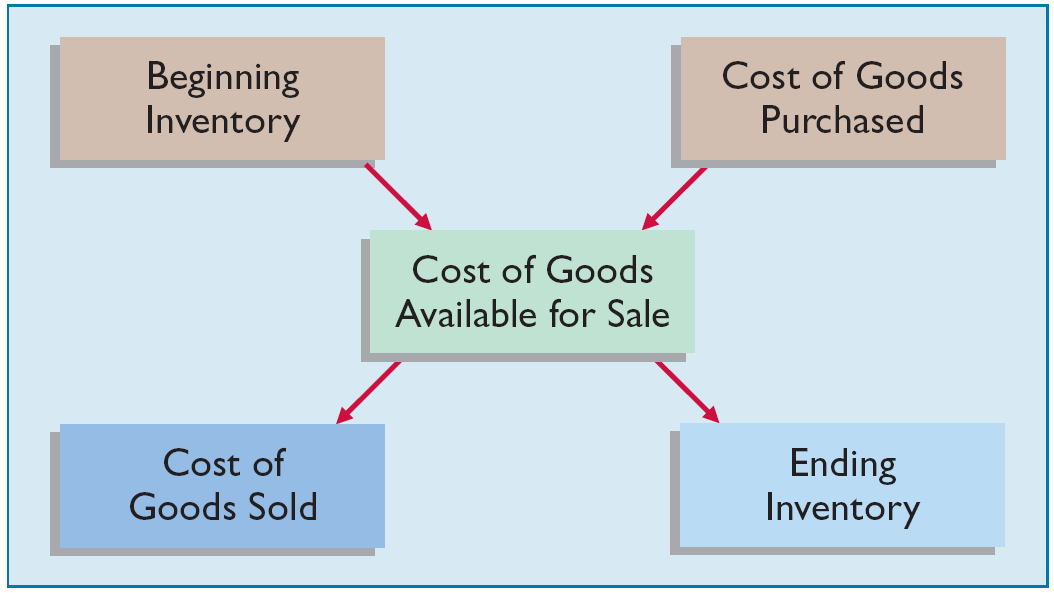 Beginning
Inventory
Cost of Goods
Purchased
Cost of Goods
Available for Sale
Cost of
Goods Sold
Ending
Inventory